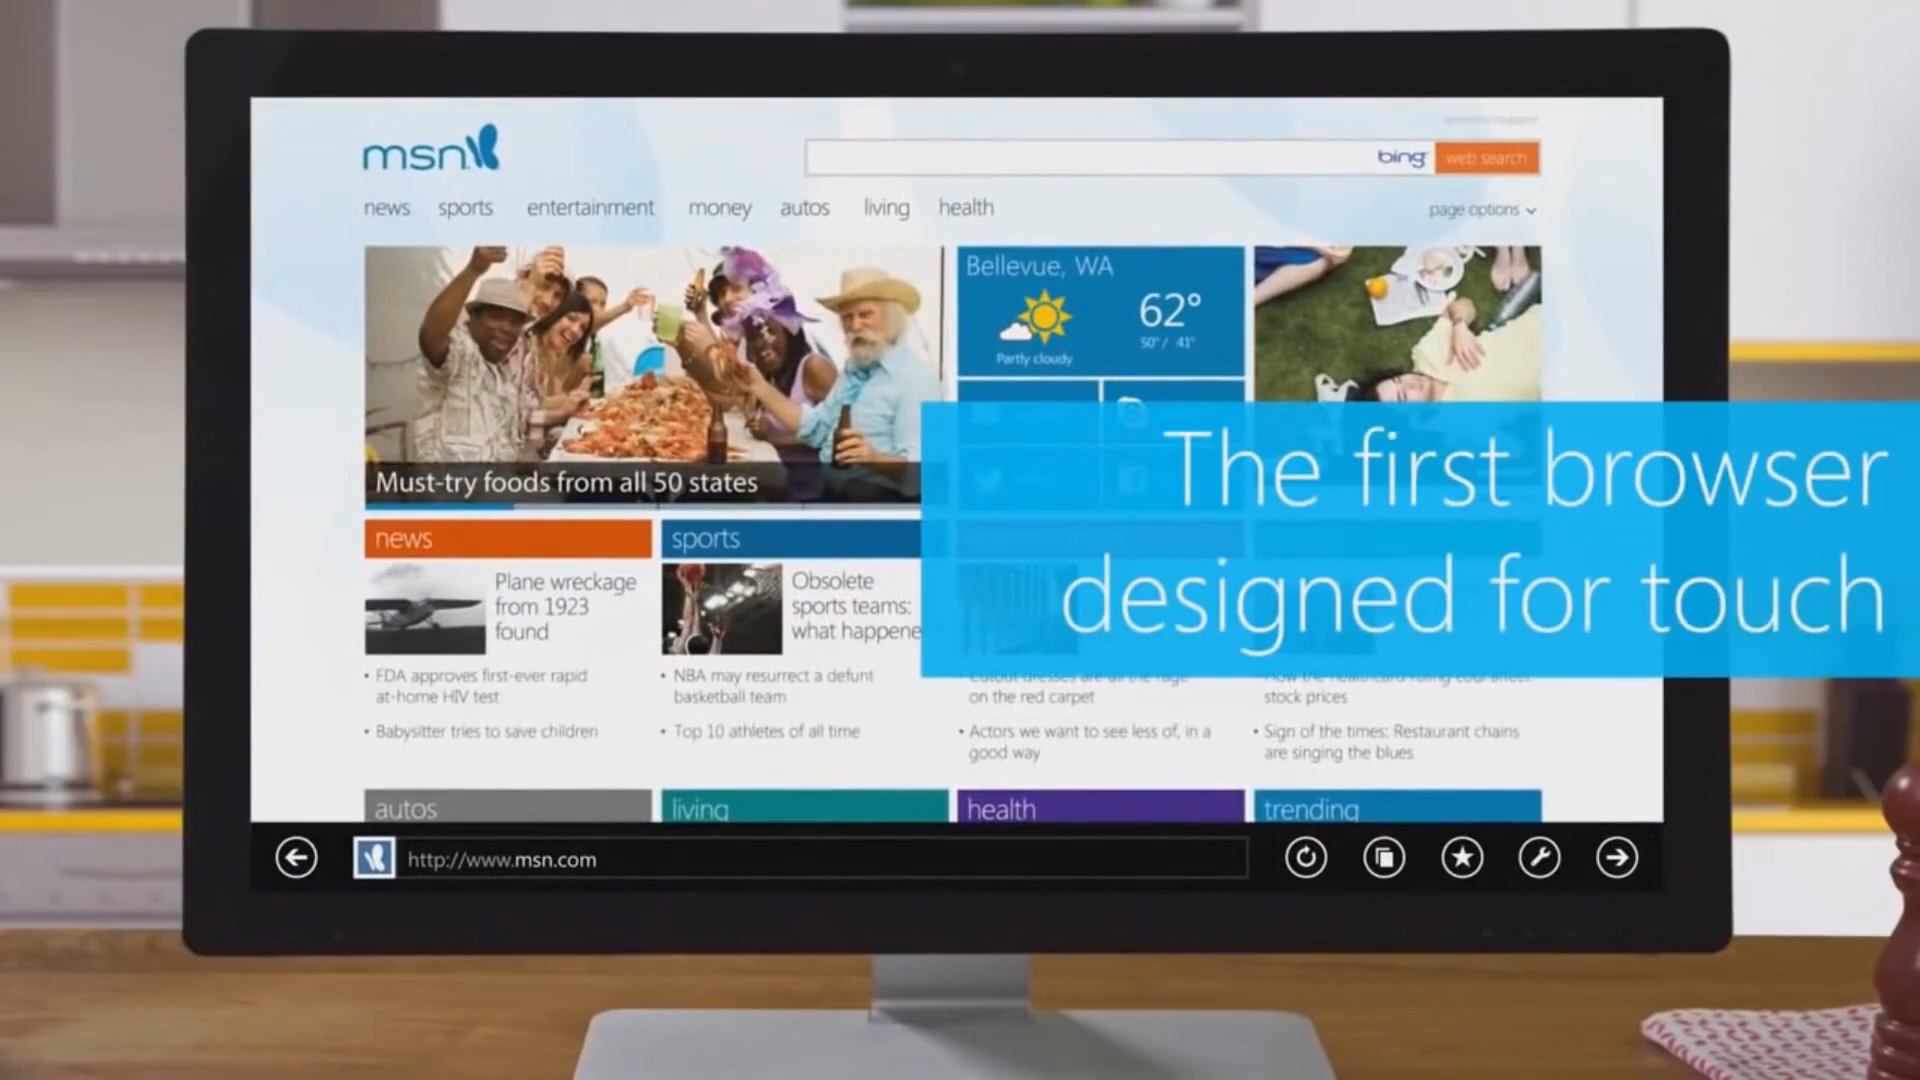 msn
bing
web search
news sports entertainment money autos living health
page options
Bellevue, WA
62°
50° / 41°
Partly cloudy
Must-try foods from all 50 states
The first browser
designed for touch
news
Plane wreckage
from 1923
found
• FDA approves first-ever rapid
at-home HIV test
• Babysitter tries to save children
sports
Obsolete
sports teams:
what happene
• NBA may resurrect a defunt
basketball team
• Top 10 athletes of all time
on the red carpet
• Actors we want to see less of, in a
good way
stock prices
• Sign of the times: Restaurant chains
are singing the blues
autos
living
health
trending
http://www.msn.com